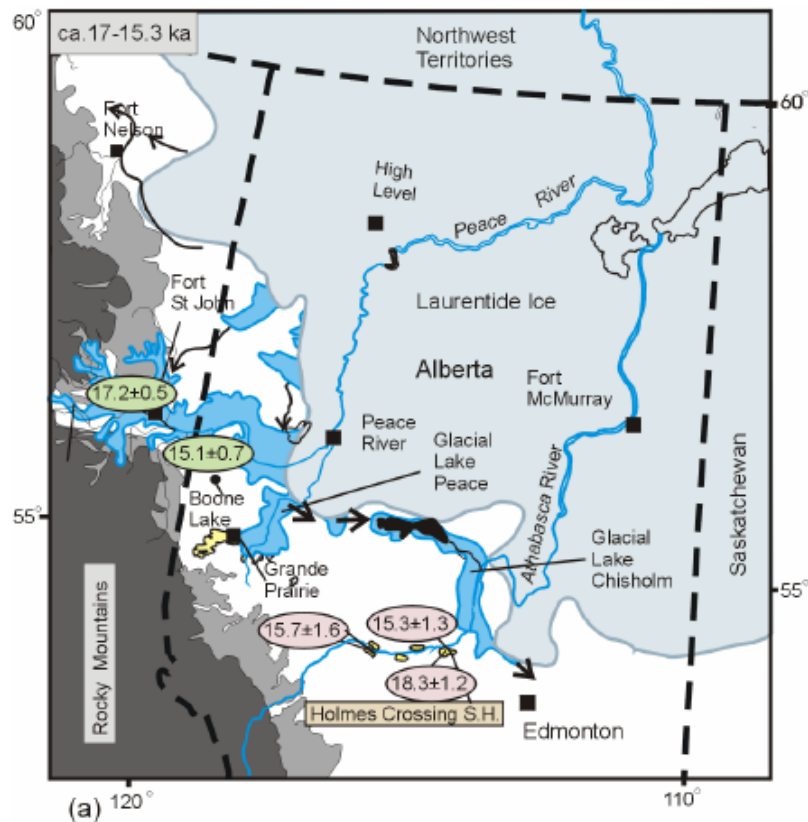 60°
ca.17-15.3 ka
Northwest
Territories
60°
Fort
Nelson
High
Level
Peace
River
Fort
St John
Laurentide Ice
Alberta
17.2±0.5
Fort
McMurray
Peace
River
15.1±0.7
Glacial
Lake
Peace
Boone
Lake
55°
Athabasca River
Saskatchewan
Glacial
Lake
Chisholm
55°
Grande
Prairie
Rocky Mountains
15.7±1.6
15.3±1.3
18.3±1.2
Holmes Crossing S.H.
Edmonton
(a)
120°
110°